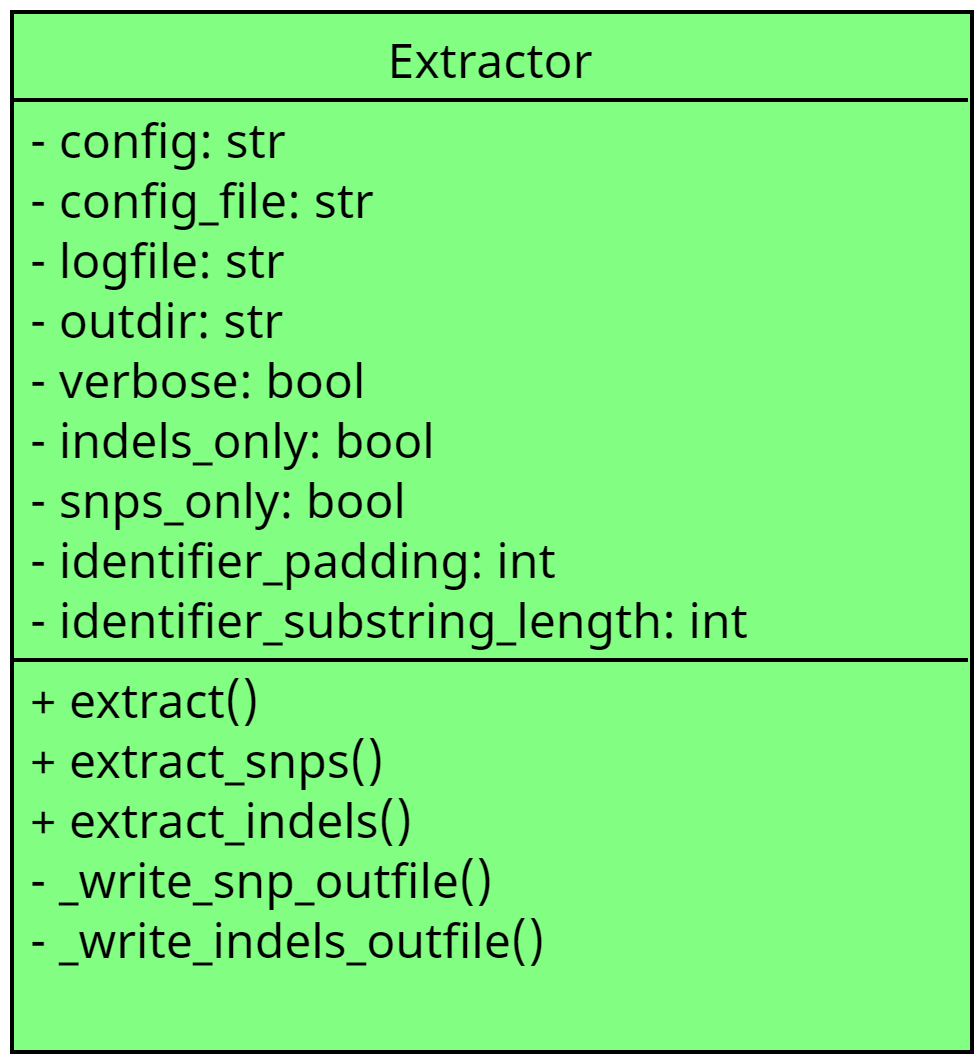 Extractor
- config: str
- config_file: str
- logfile: str
- outdir: str
- verbose: bool
- indels_only: bool
- snps_only: bool
- identifier_padding: int
- identifier_substring_length: int
+ extract()
+ extract_snps()
+ extract_indels()
- _write_snp_outfile()
- _write_indels_outfile()